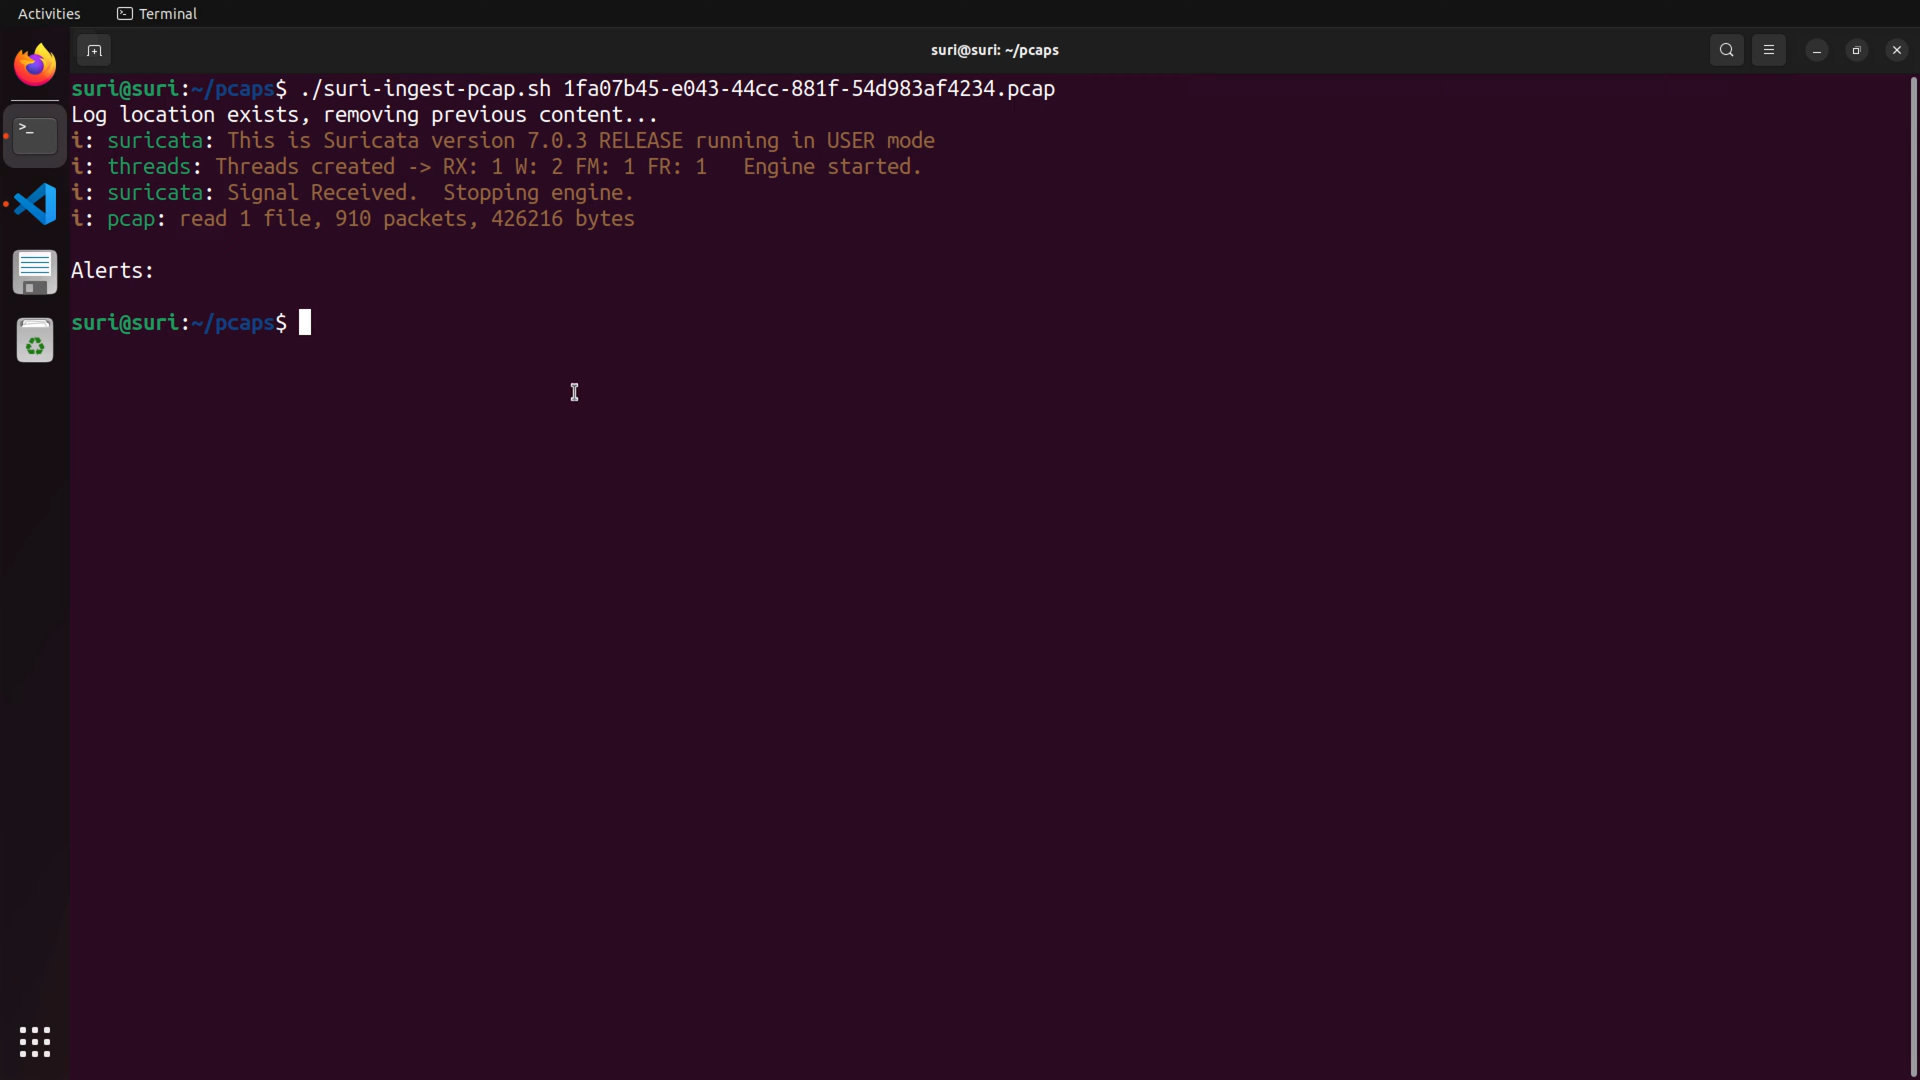 Activities Terminal
suri@suri: ~/pcaps
suri@suri:~/pcaps$ ./suri-ingest-pcap.sh 1fa07b45-e043-44cc-881f-54d983af4234.pcap
Log location exists, removing previous content...
i: suricata: This is Suricata version 7.0.3 RELEASE running in USER mode
i: threads: Threads created -> RX: 1 W: 2 FM: 1 FR: 1   Engine started.
i: suricata: Signal Received.  Stopping engine.
i: pcap: read 1 file, 910 packets, 426216 bytes
Alerts:
suri@suri:~/pcaps$